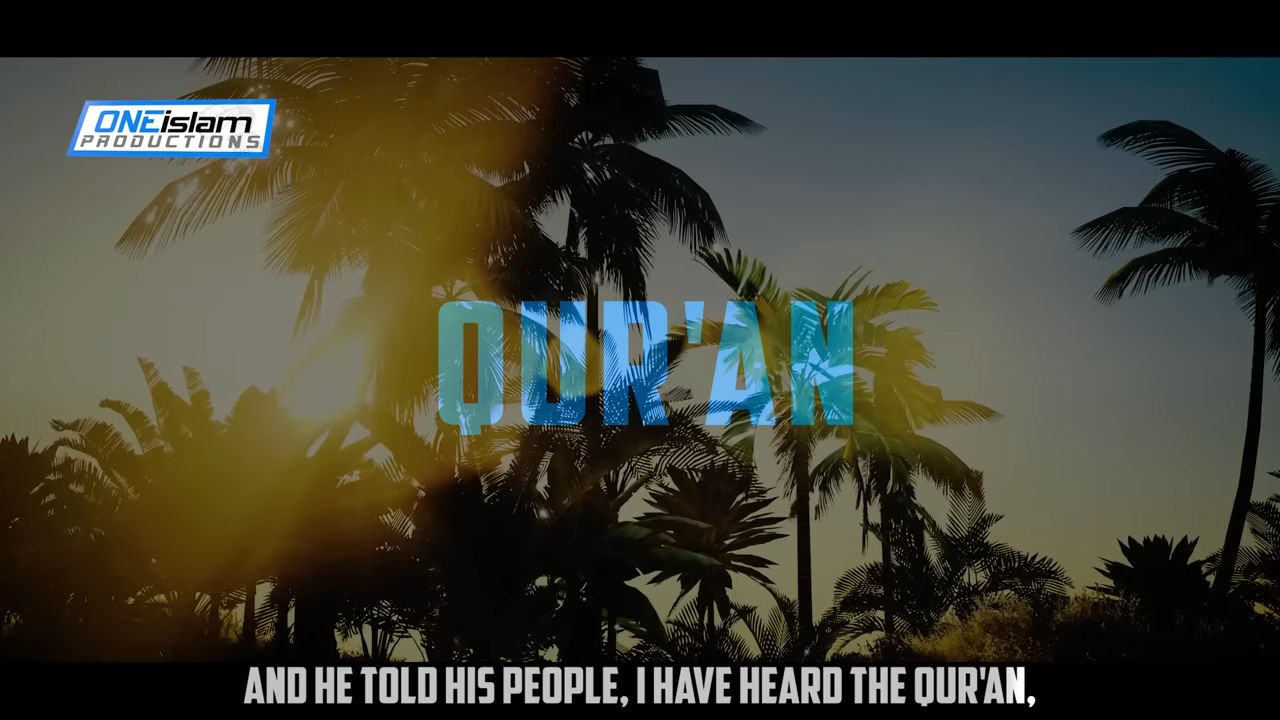 ONEislam
PRODUCTIONS
QUR'AN
AND HE TOLD HIS PEOPLE, I HAVE HEARD THE QUR'AN,